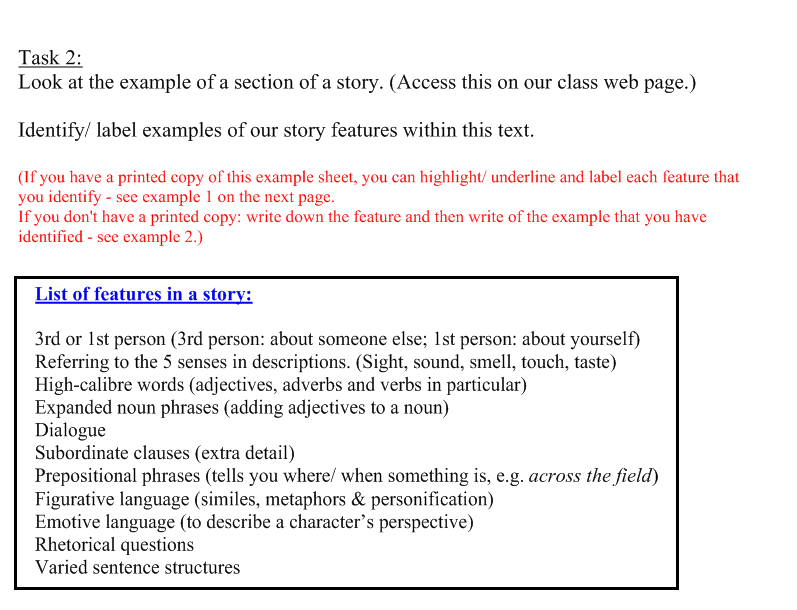 Task 2:
Look at the example of a section of a story. (Access this on our class web page.)
Identify/ label examples of our story features within this text.
(If you have a printed copy of this example sheet, you can highlight/ underline and label each feature that
you identify - see example 1 on the next page.
If you don't have a printed copy: write down the feature and then write of the example that you have
identified - see example 2.)
List of features in a story:
3rd or 1st person (3rd person: about someone else; 1st person: about yourself)
Referring to the 5 senses in descriptions. (Sight, sound, smell, touch, taste)
High-calibre words (adjectives, adverbs and verbs in particular)
Expanded noun phrases (adding adjectives to a noun)
Dialogue
Subordinate clauses (extra detail)
Prepositional phrases (tells you where/ when something is, e.g. across the field)
Figurative language (similes, metaphors & personification)
Emotive language (to describe a character’s perspective)
Rhetorical questions
Varied sentence structures